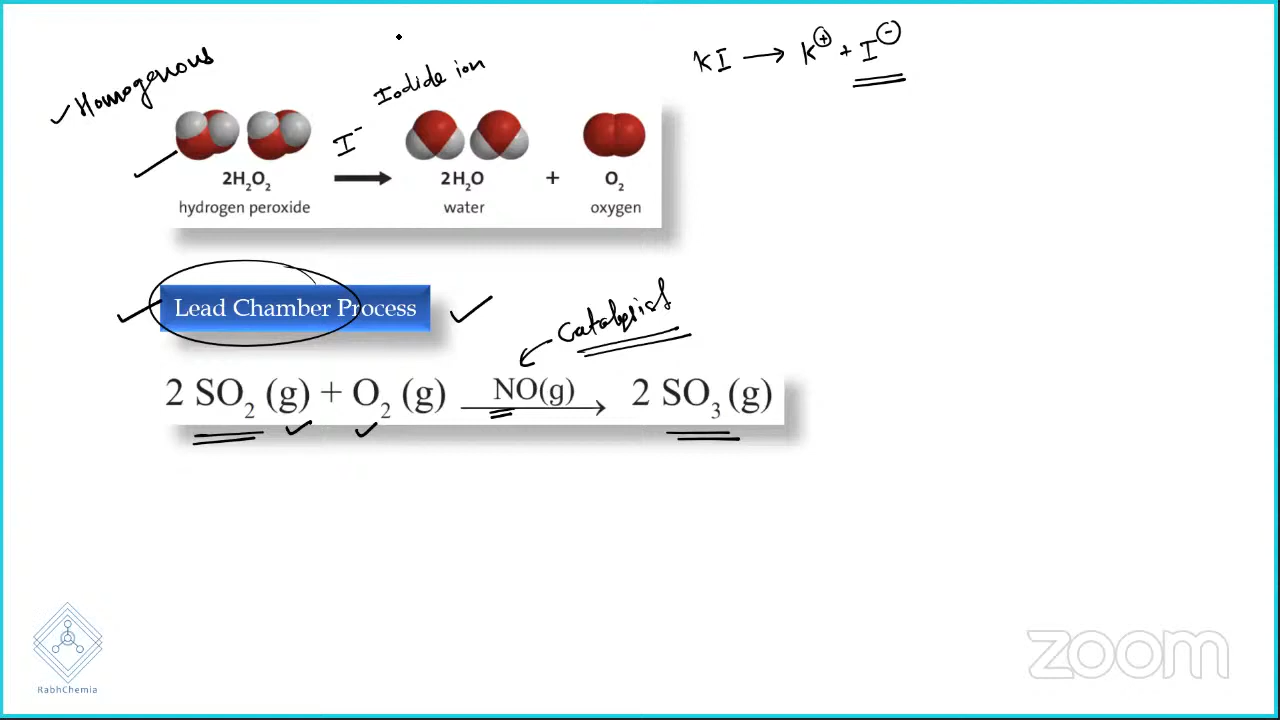 ✓ Homogenous
Iodide ion
KI → K⊕ + I⊖
I⁻
2H₂O₂ → 2H₂O + O₂
hydrogen peroxide water oxygen
Lead Chamber Process
Catalysist
2 SO₂ (g) + O₂ (g) NO(g) → 2 SO₃ (g)
RabhChemia
zoom